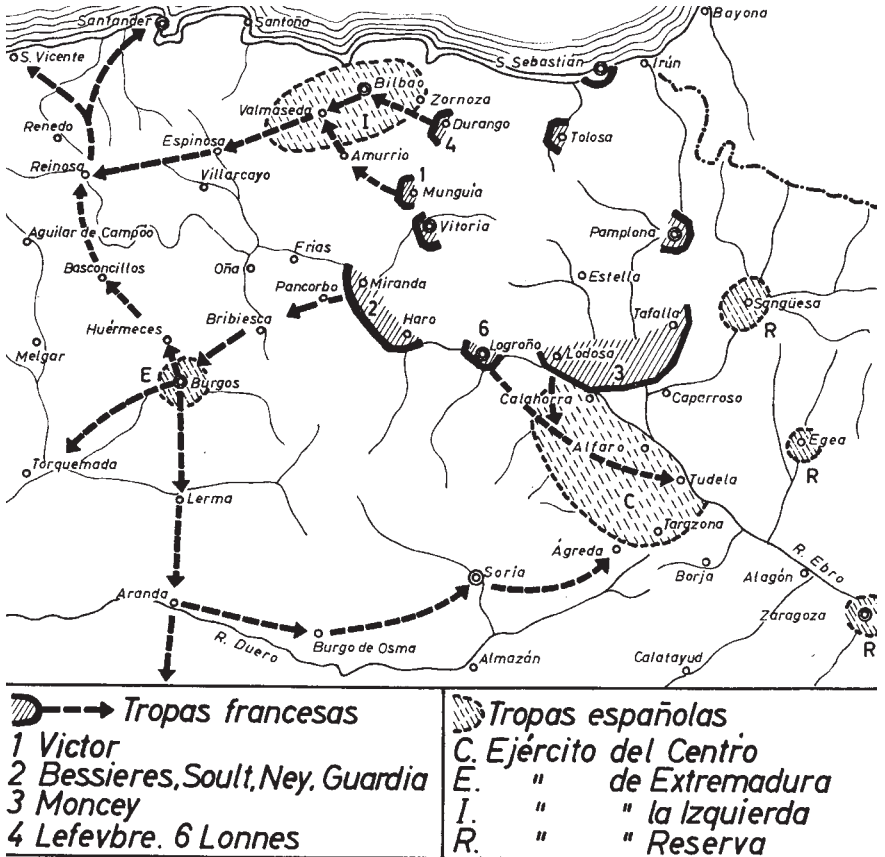 Santander
Santoña
Bayona
S. Vicente
S. Sebastián
Irún
Bilbao
Zornoza
Valmaseda
I
Durango
4
Tolosa
Renedo
Espinosa
Amurrio
Reinosa
Villarcayo
1
Munguía
Vitoria
Pamplona
Aguilar de Campóo
Frías
Oña
Basconcillos
Pancorbo
Miranda
Estella
Sangüesa
R
2
Huérmeces
Bribiesca
Haro
6
Logroño
Lodosa
Tafalla
3
Melgar
E
Burgos
Calahorra
Caparroso
Alfaro
Egea
R
Torquemada
Tudela
Lerma
C
Tarazona
Ágreda
R. Ebro
Soria
Borja
Alagón
Aranda
Zaragoza
R. Duero
Burgo de Osma
Almazán
Calatayud
R
Tropas francesas
1 Victor
2 Bessieres, Soult, Ney, Guardia
3 Moncey
4 Lefevbre. 6 Lonnes
Tropas españolas
C. Ejército del Centro
E. " de Extremadura
I. " " la Izquierda
R. " " Reserva